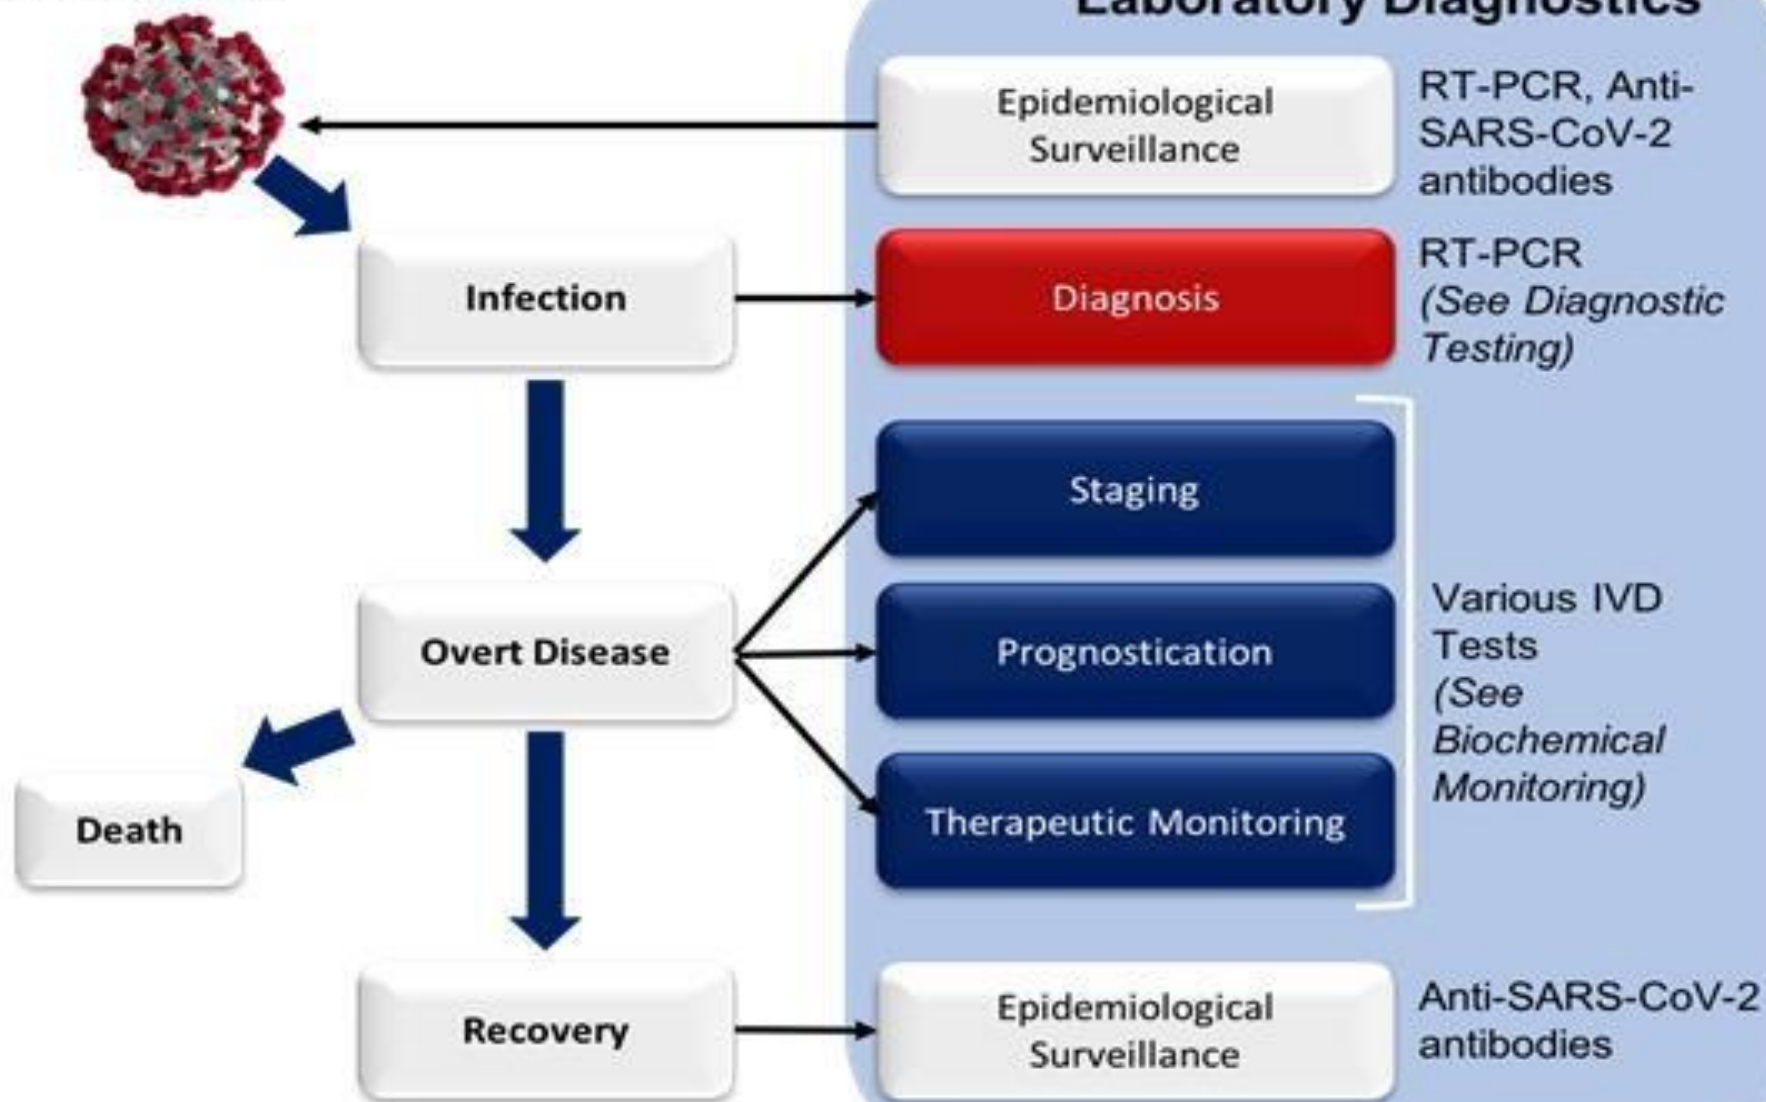 Laboratory Diagnostics
Epidemiological
Surveillance
RT-PCR, Anti-
SARS-CoV-2
antibodies
Infection
Diagnosis
RT-PCR
(See Diagnostic
Testing)
Staging
Overt Disease
Prognostication
Various IVD
Tests
(See
Biochemical
Monitoring)
Death
Therapeutic Monitoring
Recovery
Epidemiological
Surveillance
Anti-SARS-CoV-2
antibodies